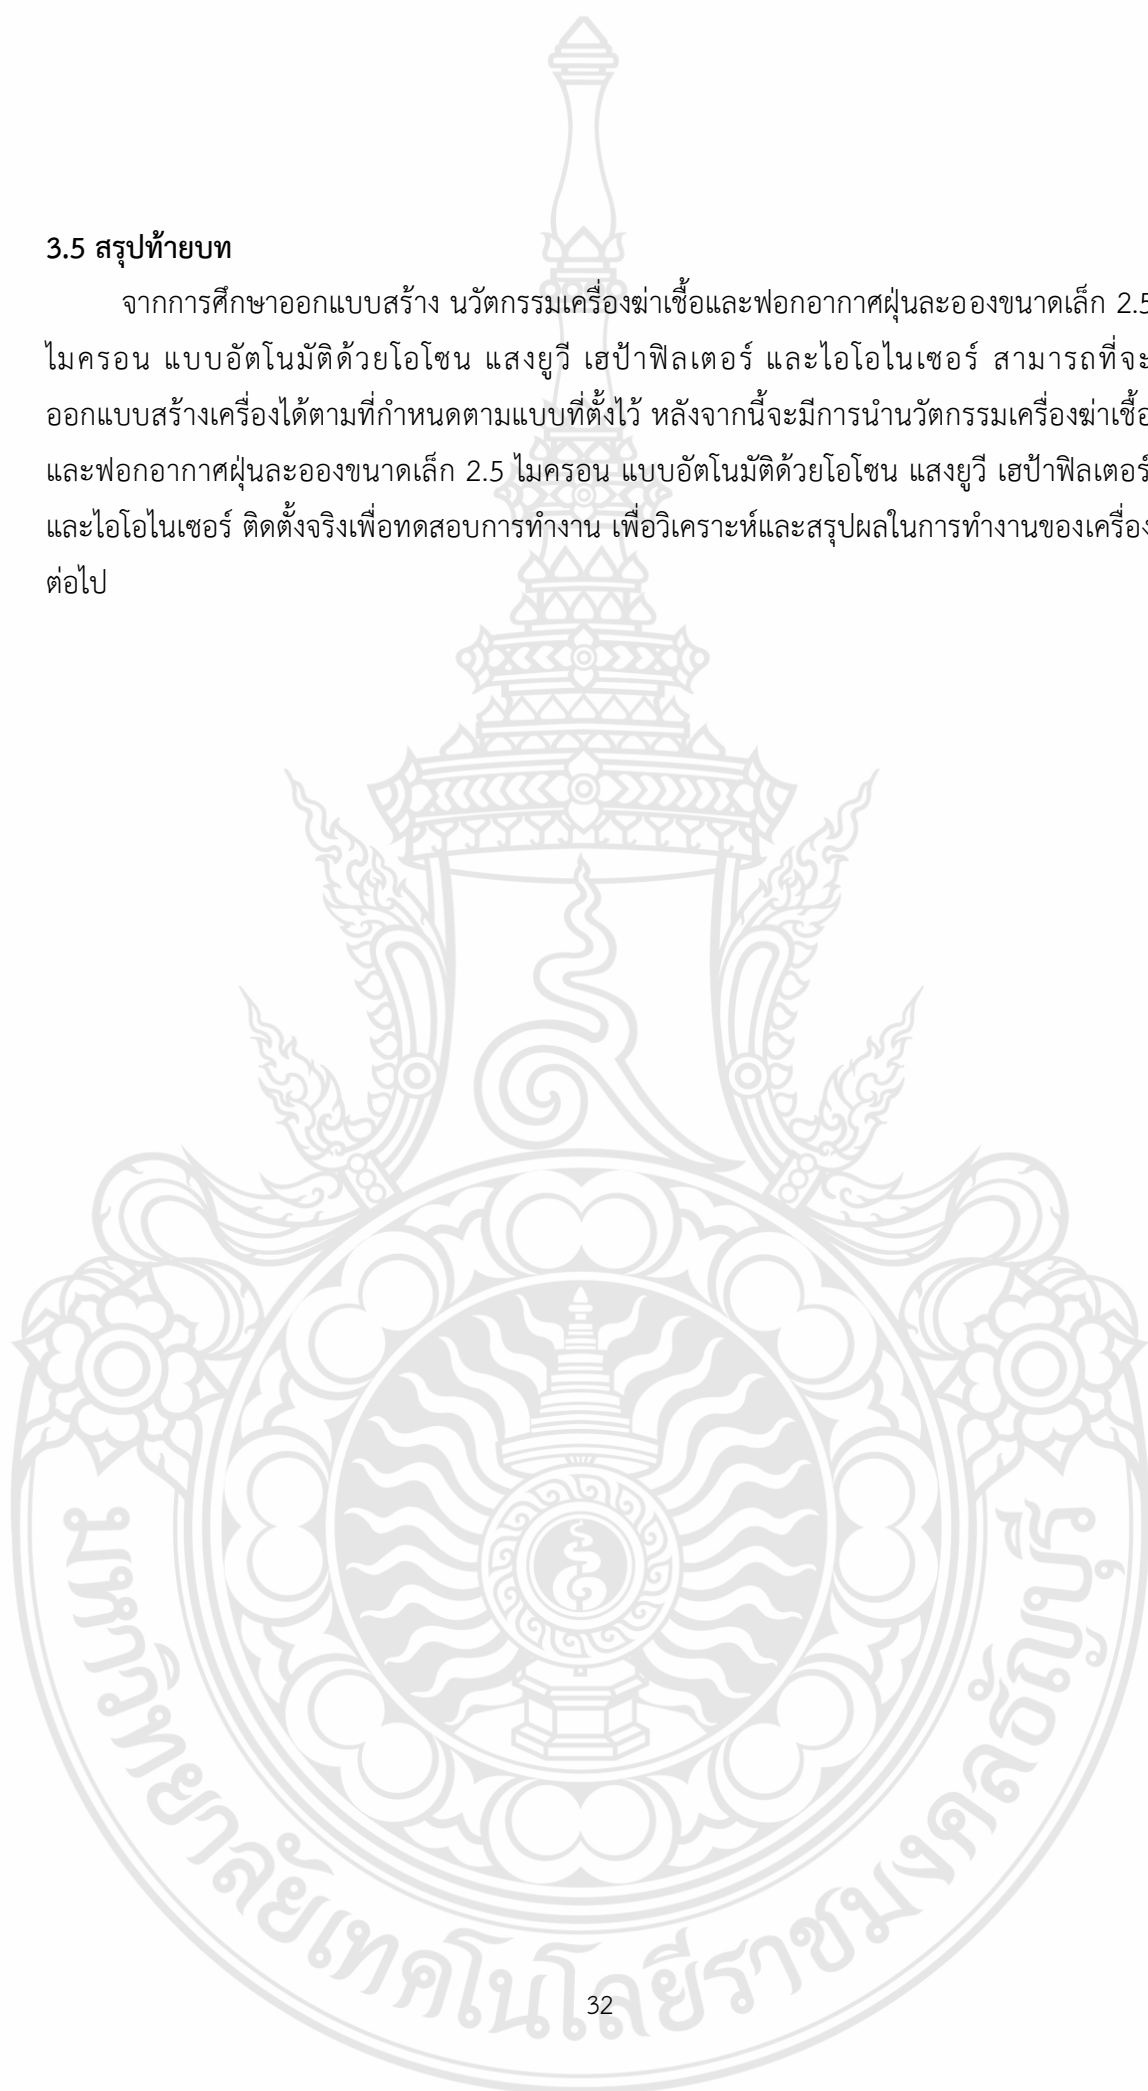 3.5 สรุปท้ายบท
จากการศึกษาออกแบบสร้าง นวัตกรรมเครื่องฆ่าเชื้อและฟอกอากาศฝุ่นละอองขนาดเล็ก 2.5
ไมครอน แบบอัตโนมัติด้วยโอโซน แสงยูวี เฮป้าฟิลเตอร์ และไอโอไนเซอร์ สามารถที่จะ
ออกแบบสร้างเครื่องได้ตามที่กำหนดตามแบบที่ตั้งไว้ หลังจากนี้จะมีการนำนวัตกรรมเครื่องฆ่าเชื้อ
และฟอกอากาศฝุ่นละอองขนาดเล็ก 2.5 ไมครอน แบบอัตโนมัติด้วยโอโซน แสงยูวี เฮป้าฟิลเตอร์
และไอโอไนเซอร์ ติดตั้งจริงเพื่อทดสอบการทำงาน เพื่อวิเคราะห์และสรุปผลในการทำงานของเครื่อง
ต่อไป
มหาวิทยาลัยเทคโนโลยีราชมงคลธัญบุรี
32